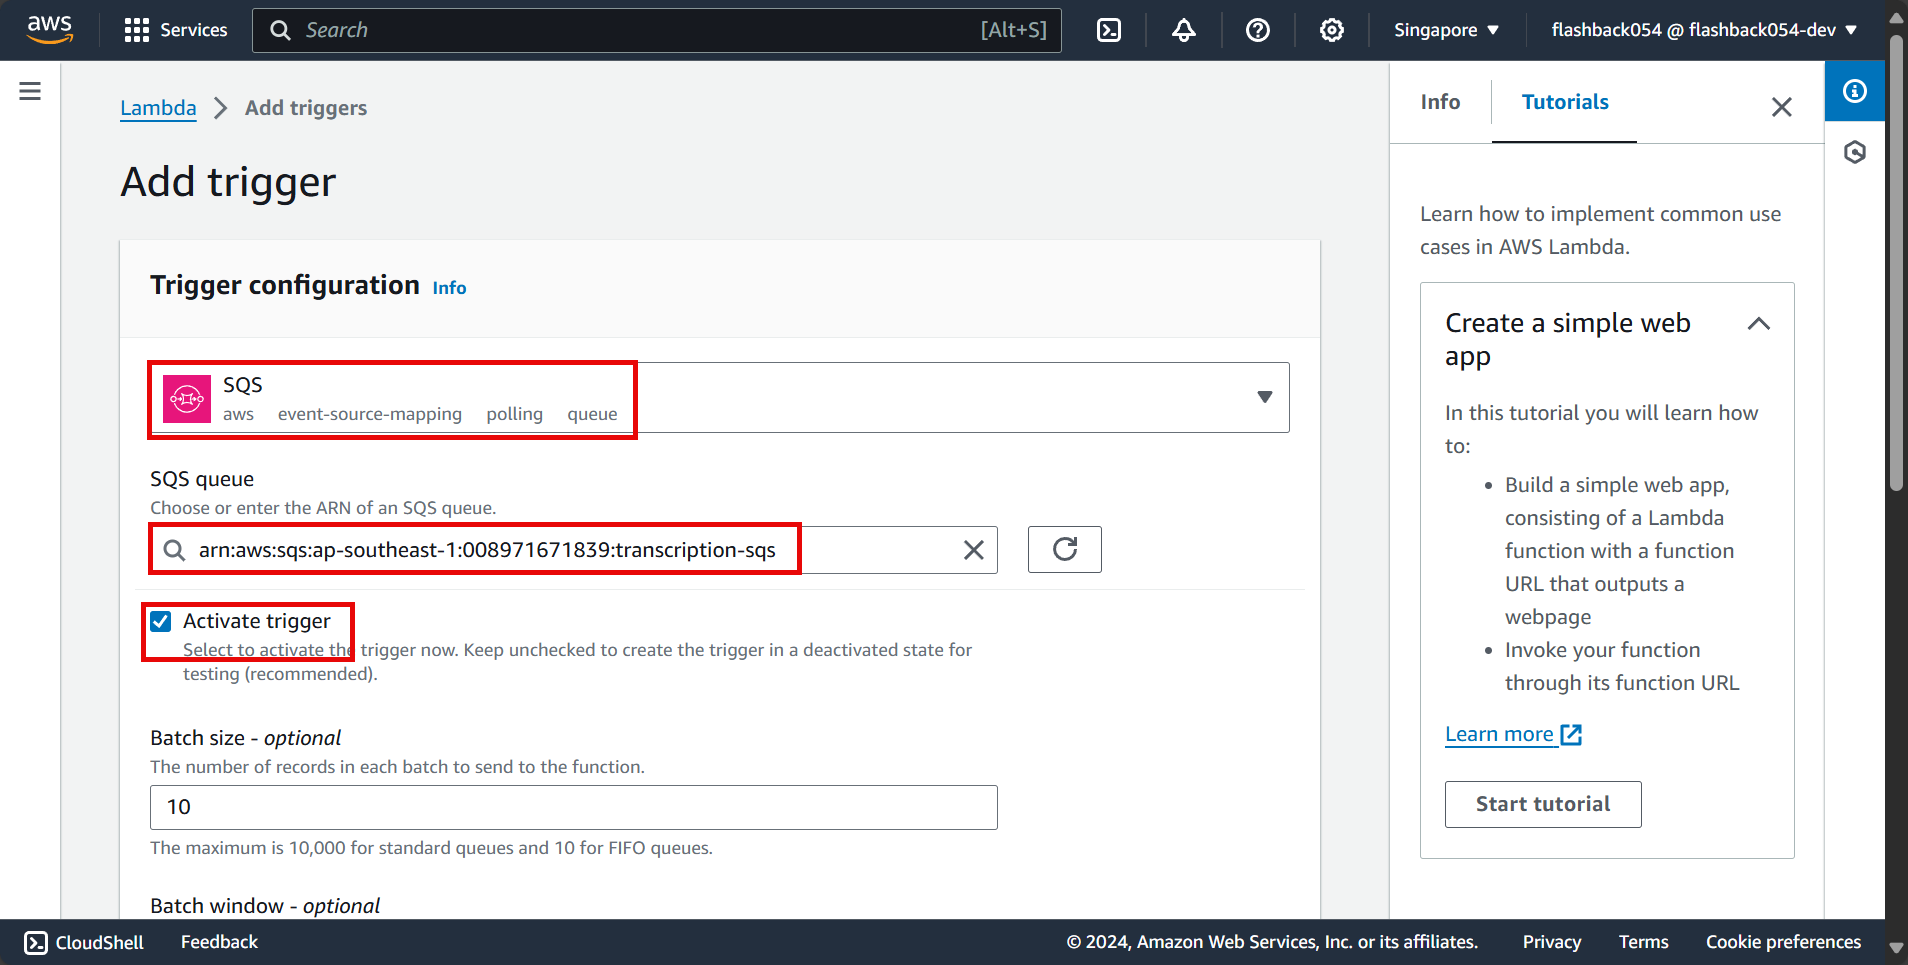 aws
Services
Search
[Alt+S]
Singapore
flashback054 @ flashback054-dev
Lambda
Add triggers
Add trigger
Trigger configuration Info
SQS
aws event-source-mapping polling queue
SQS queue
Choose or enter the ARN of an SQS queue.
arn:aws:sqs:ap-southeast-1:008971671839:transcription-sqs
Activate trigger
Select to activate the trigger now. Keep unchecked to create the trigger in a deactivated state for
testing (recommended).
Batch size - optional
The number of records in each batch to send to the function.
10
The maximum is 10,000 for standard queues and 10 for FIFO queues.
Batch window - optional
Info
Tutorials
Learn how to implement common use
cases in AWS Lambda.
Create a simple web
app
In this tutorial you will learn how
to:
• Build a simple web app,
consisting of a Lambda
function with a function
URL that outputs a
webpage
• Invoke your function
through its function URL
Learn more
Start tutorial
CloudShell
Feedback
© 2024, Amazon Web Services, Inc. or its affiliates.
Privacy
Terms
Cookie preferences